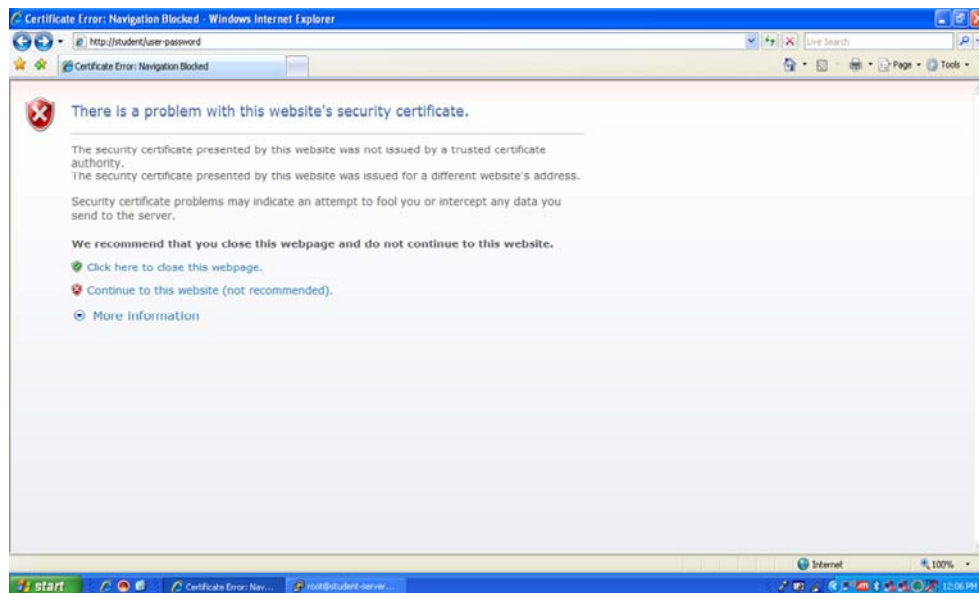 Certificate Error: Navigation Blocked - Windows Internet Explorer
http://student/user-password
Live Search
Certificate Error: Navigation Blocked
Page
Tools
There is a problem with this website's security certificate.
The security certificate presented by this website was not issued by a trusted certificate
authority.
The security certificate presented by this website was issued for a different website's address.
Security certificate problems may indicate an attempt to fool you or intercept any data you
send to the server.
We recommend that you close this webpage and do not continue to this website.
Click here to close this webpage.
Continue to this website (not recommended).
More information
Internet
100%
start
Certificate Error: Nav...
root@student-server...
12:06 PM